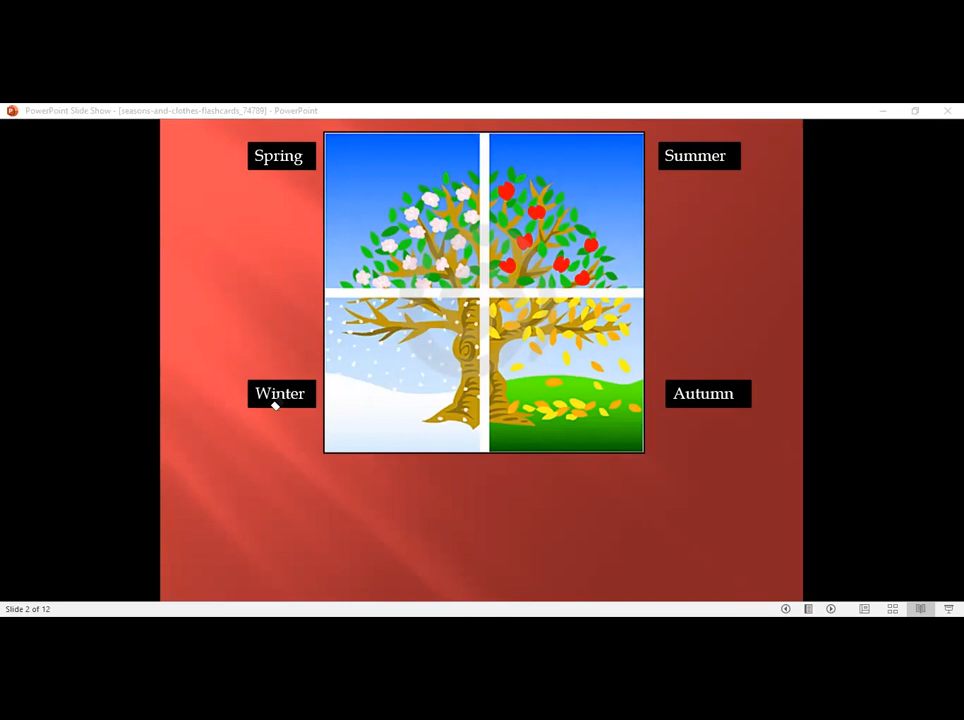 PowerPoint Slide Show - [seasons-and-clothes-flashcards_74789] - PowerPoint
Spring
Summer
Winter
Autumn
Slide 2 of 12